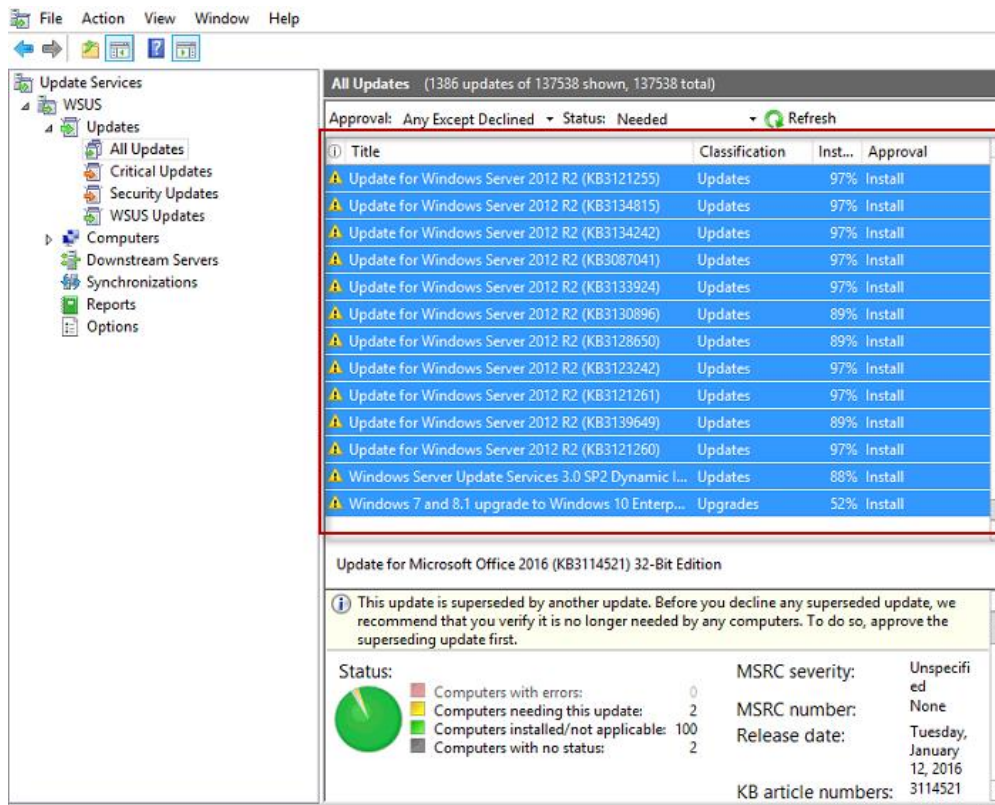 File Action View Window Help
Update Services
WSUS
Updates
All Updates
Critical Updates
Security Updates
WSUS Updates
Computers
Downstream Servers
Synchronizations
Reports
Options
All Updates (1386 updates of 137538 shown, 137538 total)
Approval: Any Except Declined Status: Needed Refresh
Title Classification Inst... Approval
Update for Windows Server 2012 R2 (KB3121255) Updates 97% Install
Update for Windows Server 2012 R2 (KB3134815) Updates 97% Install
Update for Windows Server 2012 R2 (KB3134242) Updates 97% Install
Update for Windows Server 2012 R2 (KB3087041) Updates 97% Install
Update for Windows Server 2012 R2 (KB3133924) Updates 97% Install
Update for Windows Server 2012 R2 (KB3130896) Updates 89% Install
Update for Windows Server 2012 R2 (KB3128650) Updates 89% Install
Update for Windows Server 2012 R2 (KB3123242) Updates 97% Install
Update for Windows Server 2012 R2 (KB3121261) Updates 97% Install
Update for Windows Server 2012 R2 (KB3139649) Updates 89% Install
Update for Windows Server 2012 R2 (KB3121260) Updates 97% Install
Windows Server Update Services 3.0 SP2 Dynamic I... Updates 88% Install
Windows 7 and 8.1 upgrade to Windows 10 Enterp... Upgrades 52% Install
Update for Microsoft Office 2016 (KB3114521) 32-Bit Edition
This update is superseded by another update. Before you decline any superseded update, we
recommend that you verify it is no longer needed by any computers. To do so, approve the
superseding update first.
Status:
Computers with errors: 0
Computers needing this update: 2
Computers installed/not applicable: 100
Computers with no status: 2
MSRC severity: Unspecifi
ed
MSRC number: None
Release date: Tuesday,
January
12, 2016
KB article numbers: 3114521